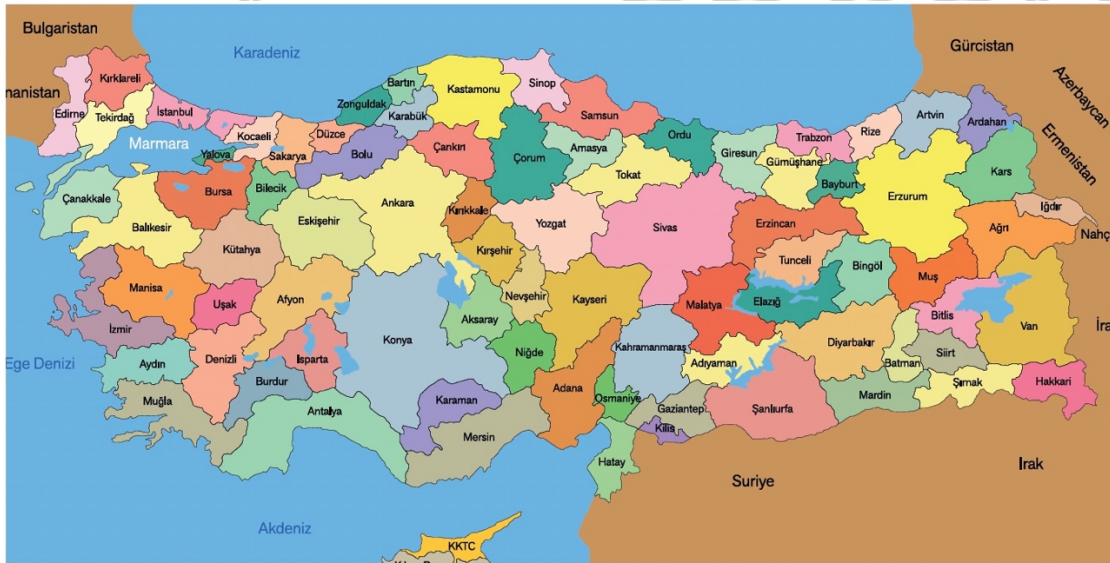 Bulgaristan
Karadeniz
Gürcistan
Azerbaycan
Ermenistan
nanistan
Kırklareli
Edirne
Tekirdağ
İstanbul
Marmara
Kocaeli
Yalova
Sakarya
Düzce
Zonguldak
Bartın
Karabük
Kastamonu
Sinop
Samsun
Bolu
Çankırı
Çorum
Amasya
Ordu
Tokat
Giresun
Gümüşhane
Trabzon
Rize
Bayburt
Artvin
Ardahan
Kars
Erzurum
Iğdır
Ağrı
Nahç
Çanakkale
Balıkesir
Bursa
Bilecik
Eskişehir
Ankara
Kırıkkale
Yozgat
Sivas
Erzincan
Tunceli
Bingöl
Muş
Kütahya
Kırşehir
Nevşehir
Kayseri
Malatya
Elazığ
Bitlis
Van
İra
Manisa
Uşak
Afyon
İzmir
Konya
Aksaray
Niğde
Kahramanmaraş
Adıyaman
Diyarbakır
Batman
Siirt
Ege Denizi
Aydın
Denizli
Isparta
Burdur
Muğla
Antalya
Karaman
Mersin
Adana
Osmaniye
Gaziantep
Kilis
Şanlıurfa
Mardin
Şırnak
Hakkari
Hatay
Suriye
Irak
Akdeniz
KKTC